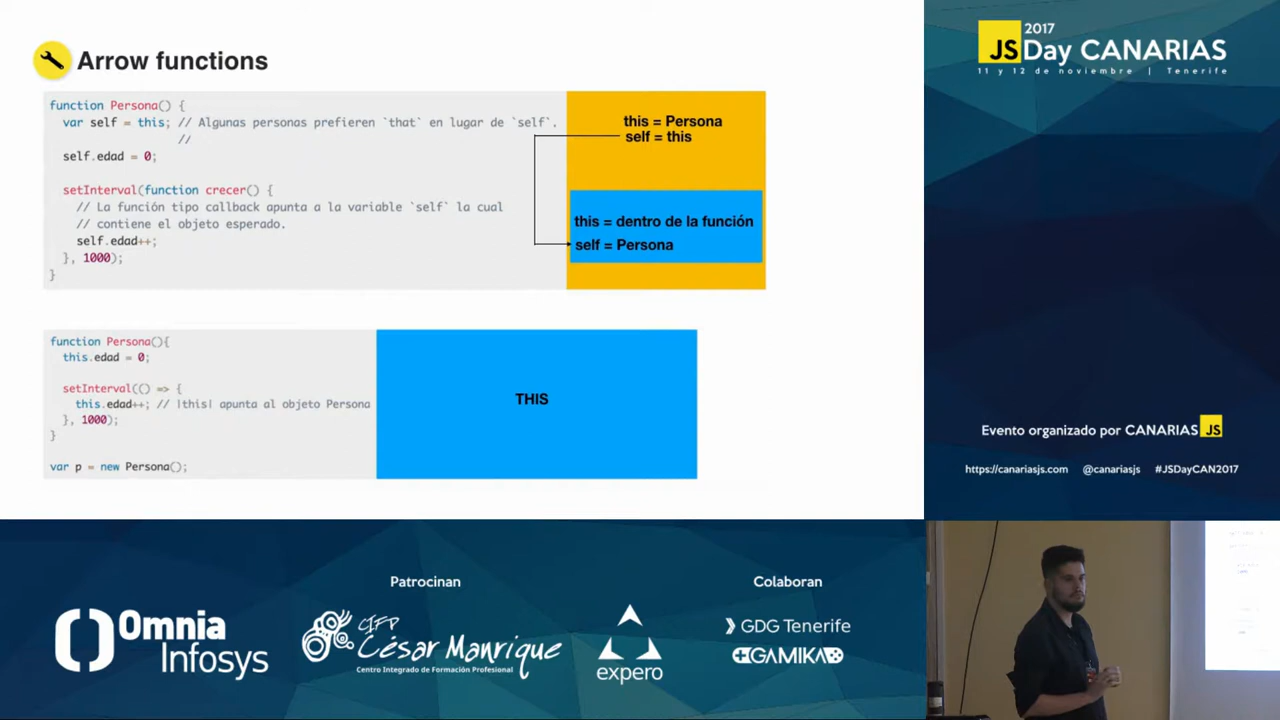 Arrow functions
function Persona() {
var self = this; // Algunas personas prefieren `that` en lugar de `self`.
//
self.edad = 0;
setInterval(function crecer() {
// La función tipo callback apunta a la variable `self` la cual
// contiene el objeto esperado.
self.edad++;
}, 1000);
}
this = Persona
self = this
this = dentro de la función
self = Persona
function Persona(){
this.edad = 0;
setInterval(() => {
this.edad++; // |this| apunta al objeto Persona
}, 1000);
}
var p = new Persona();
THIS
2017
JSDay CANARIAS
11 y 12 de noviembre | Tenerife
Evento organizado por CANARIAS JS
https://canariasjs.com @canariasjs #JSDayCAN2017
Patrocinan
Omnia
Infosys
CIFP
César Manrique
Centro Integrado de Formación Profesional
expero
Colaboran
GDG Tenerife
GAMIKA